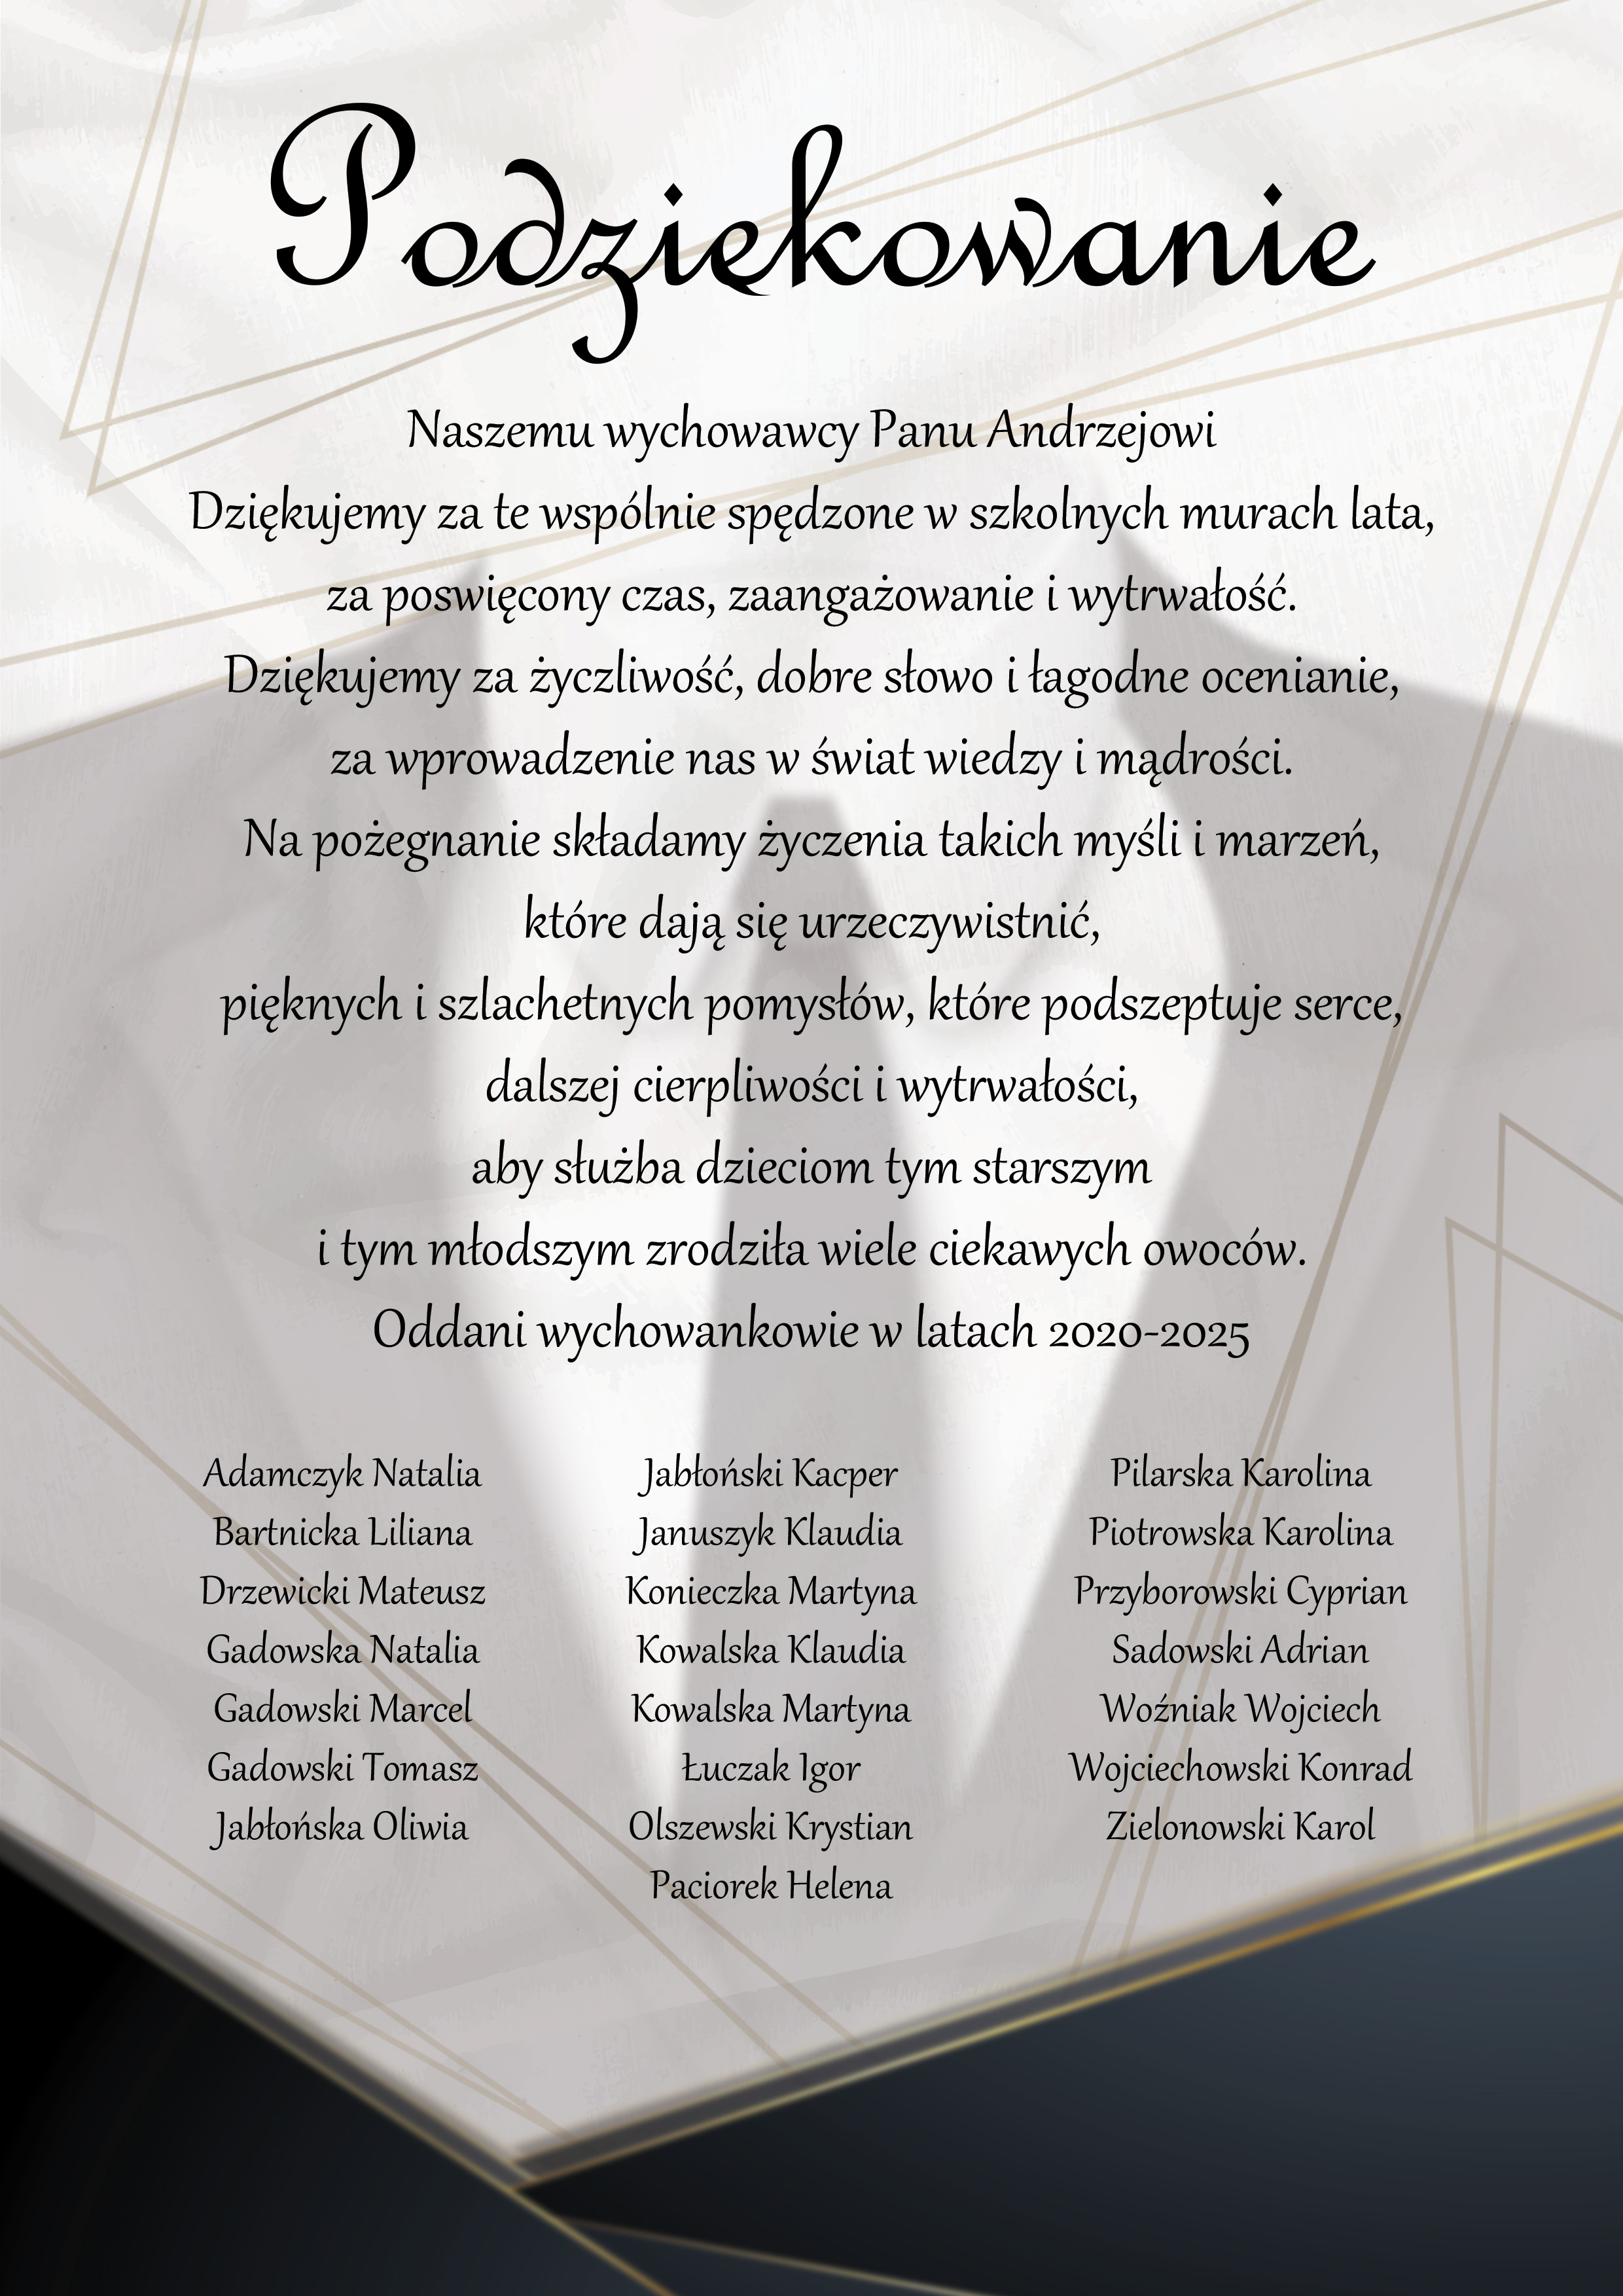 Podziękowanie
Naszemu wychowawcy Panu Andrzejowi
Dziękujemy za te wspólnie spędzone w szkolnych murach lata,
za poswięcony czas, zaangażowanie i wytrwałość.
Dziękujemy za życzliwość, dobre słowo i łagodne ocenianie,
za wprowadzenie nas w świat wiedzy i mądrości.
Na pożegnanie składamy życzenia takich myśli i marzeń,
które dają się urzeczywistnić,
pięknych i szlachetnych pomysłów, które podszeptuje serce,
dalszej cierpliwości i wytrwałości,
aby służba dzieciom tym starszym
i tym młodszym zrodziła wiele ciekawych owoców.
Oddani wychowankowie w latach 2020-2025
Adamczyk Natalia
Bartnicka Liliana
Drzewicki Mateusz
Gadowska Natalia
Gadowski Marcel
Gadowski Tomasz
Jabłońska Oliwia
Jabłoński Kacper
Januszyk Klaudia
Konieczka Martyna
Kowalska Klaudia
Kowalska Martyna
Łuczak Igor
Olszewski Krystian
Paciorek Helena
Pilarska Karolina
Piotrowska Karolina
Przyborowski Cyprian
Sadowski Adrian
Woźniak Wojciech
Wojciechowski Konrad
Zielonowski Karol